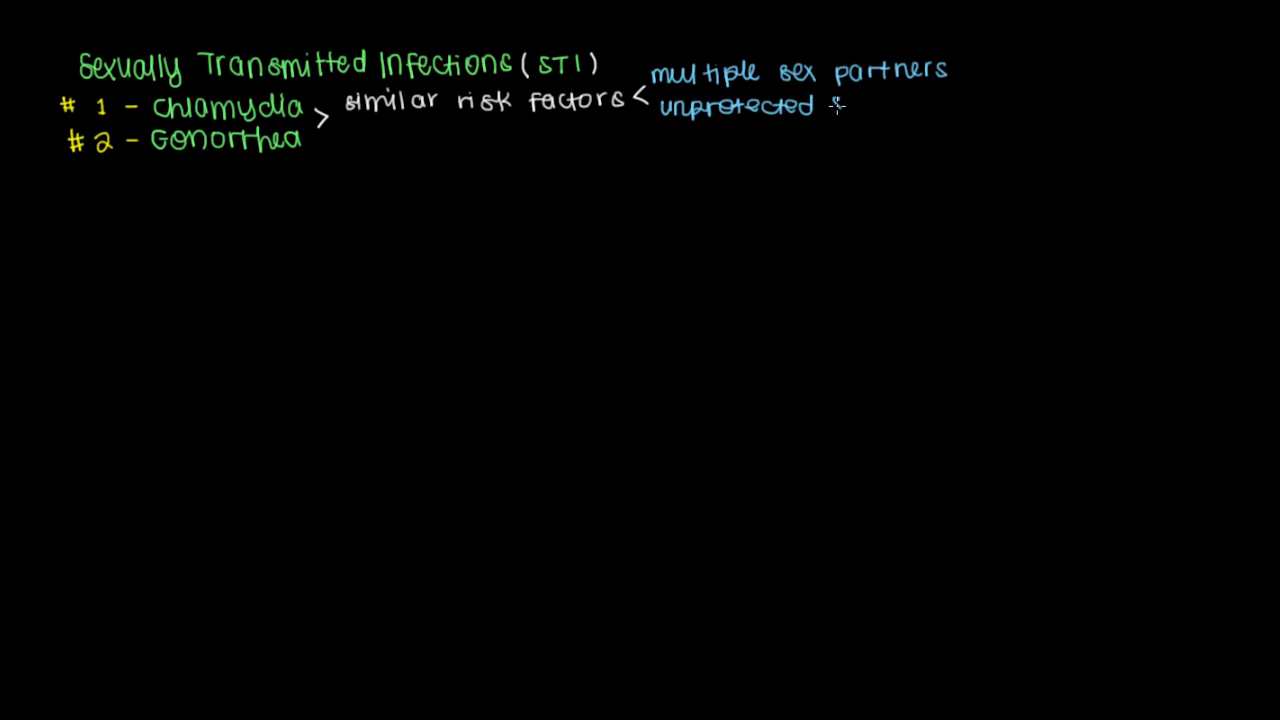 Sexually Transmitted Infections (STI)
# 1 - Chlamydia > similar risk factors < multiple sex partners
unprotected s
#2 - Gonorrhea